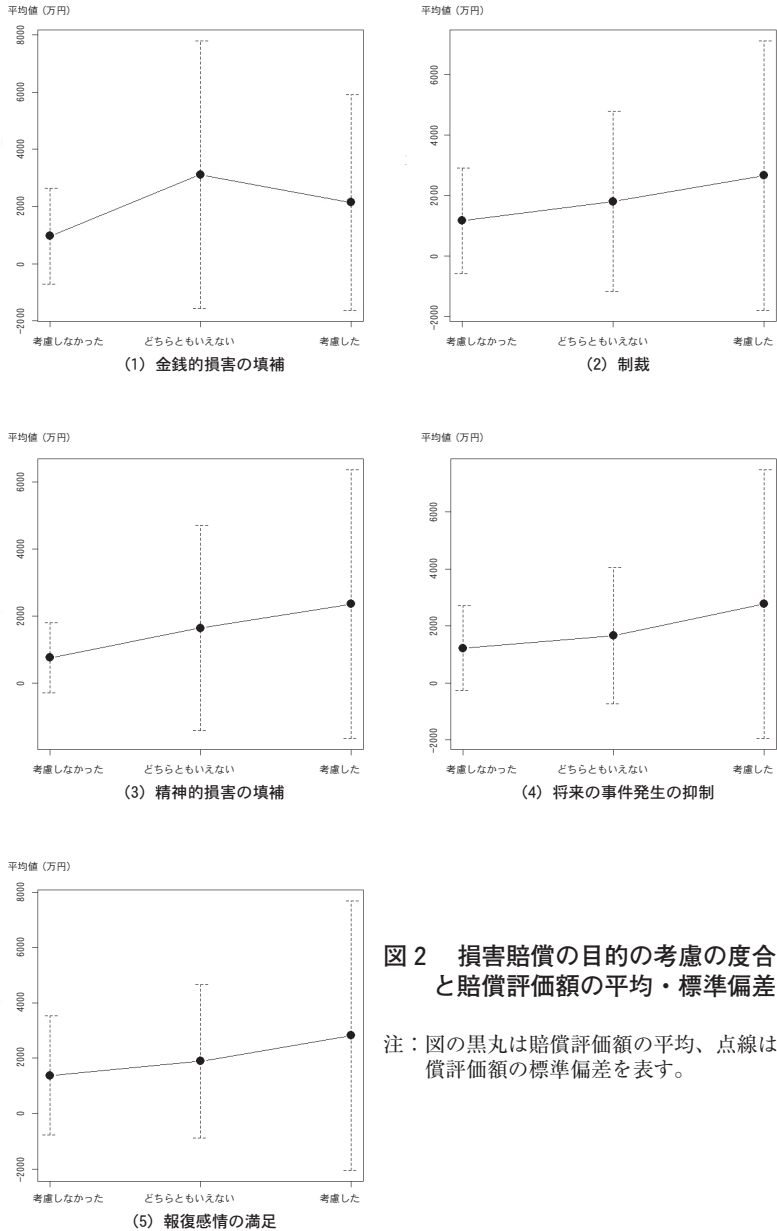 平均値（万円）
8000
6000
4000
2000
0
−2000
考慮しなかった　どちらともいえない　考慮した
（1）金銭的損害の填補
平均値（万円）
6000
4000
2000
0
−2000
考慮しなかった　どちらともいえない　考慮した
（2）制裁
平均値（万円）
6000
4000
2000
0
考慮しなかった　どちらともいえない　考慮した
（3）精神的損害の填補
平均値（万円）
6000
4000
2000
0
−2000
考慮しなかった　どちらともいえない　考慮した
（4）将来の事件発生の抑制
平均値（万円）
8000
6000
4000
2000
0
−2000
考慮しなかった　どちらともいえない　考慮した
（5）報復感情の満足
図 2　損害賠償の目的の考慮の度合
と賠償評価額の平均・標準偏差
注：図の黒丸は賠償評価額の平均、点線は
償評価額の標準偏差を表す。